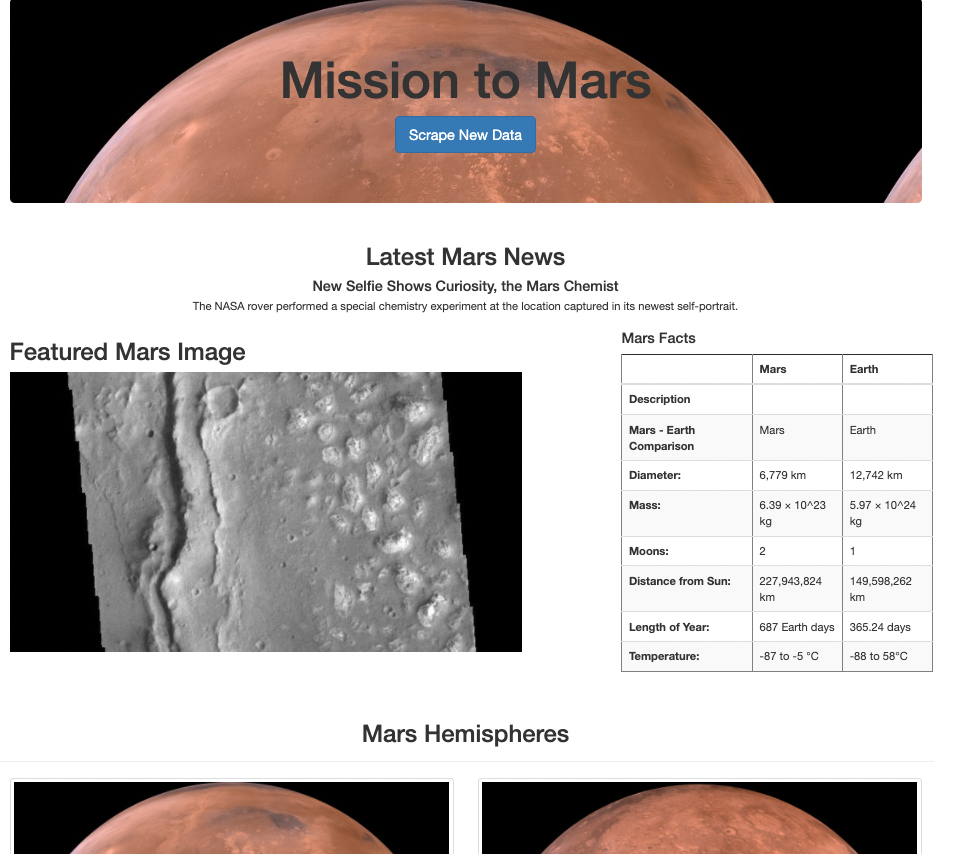 Mission to Mars
Scrape New Data
Latest Mars News
New Selfie Shows Curiosity, the Mars Chemist
The NASA rover performed a special chemistry experiment at the location captured in its newest self-portrait.
Featured Mars Image
Mars Facts
Mars Earth
Description
Mars - Earth Comparison Mars Earth
Diameter: 6,779 km 12,742 km
Mass: 6.39 × 10^23 kg 5.97 × 10^24 kg
Moons: 2 1
Distance from Sun: 227,943,824 km 149,598,262 km
Length of Year: 687 Earth days 365.24 days
Temperature: -87 to -5 °C -88 to 58°C
Mars Hemispheres